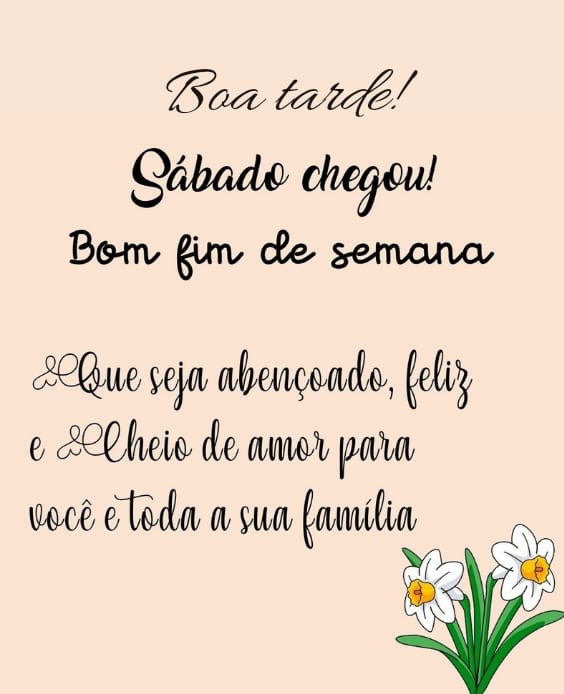 Boa tarde!
Sábado chegou!
Bom fim de semana
Que seja abençoado, feliz
e Cheio de amor para
você e toda a sua família